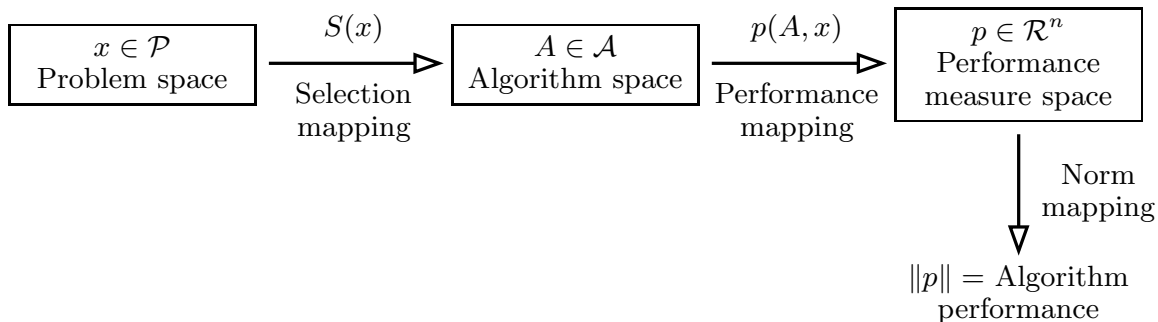 x ∈ 𝒫
Problem space
S(x)
Selection
mapping
A ∈ 𝒜
Algorithm space
p(A, x)
Performance
mapping
p ∈ ℛⁿ
Performance
measure space
Norm
mapping
‖p‖ = Algorithm
performance